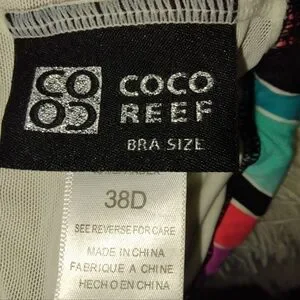 CO
CO
COCO
REEF
BRA SIZE
38D
SEE REVERSE FOR CARE
MADE IN CHINA
FABRIQUE A CHINE
HECHO EN CHINA